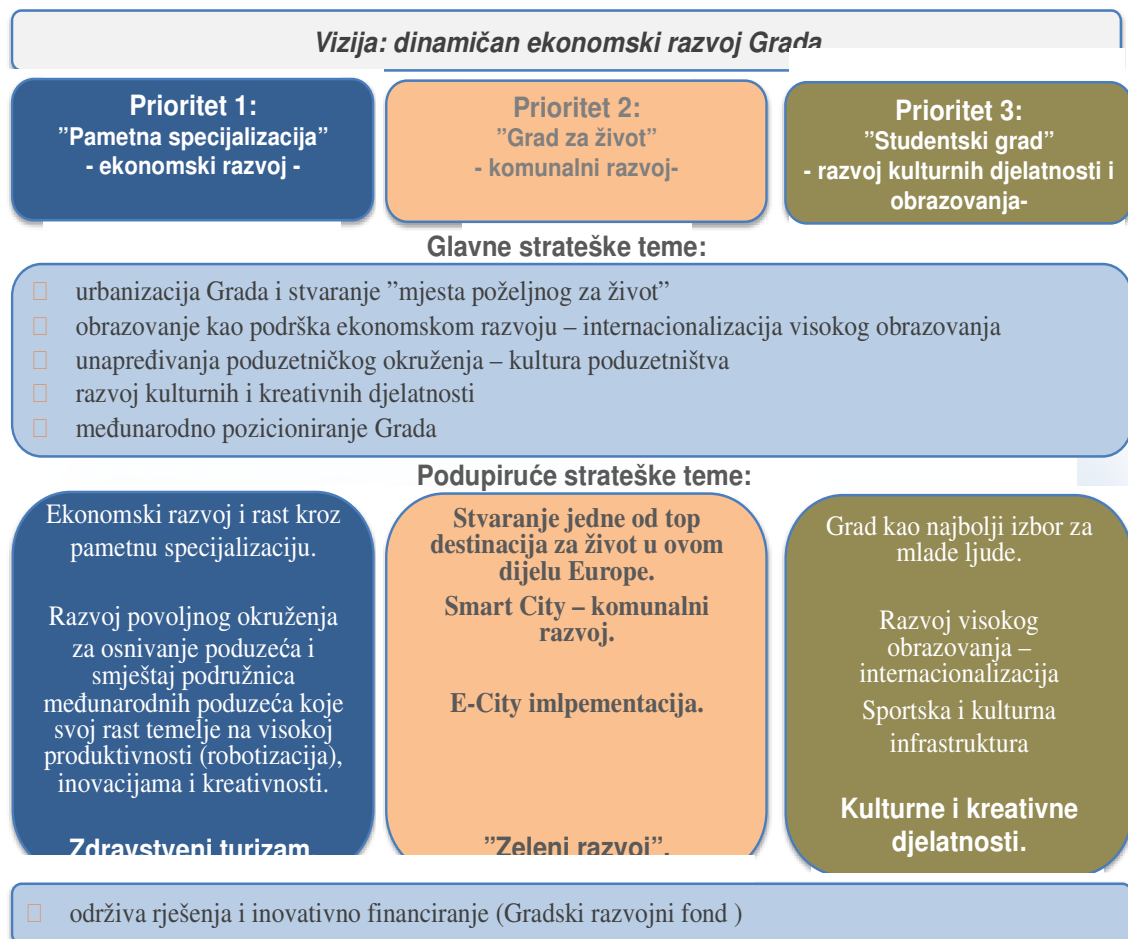 Vizija: dinamičan ekonomski razvoj Grada
Prioritet 1:
”Pametna specijalizacija”
- ekonomski razvoj -
Prioritet 2:
”Grad za život”
- komunalni razvoj-
Prioritet 3:
”Studentski grad”
- razvoj kulturnih djelatnosti i
obrazovanja-
Glavne strateške teme:
urbanizacija Grada i stvaranje ”mjesta poželjnog za život”
obrazovanje kao podrška ekonomskom razvoju – internacionalizacija visokog obrazovanja
unapređivanja poduzetničkog okruženja – kultura poduzetništva
razvoj kulturnih i kreativnih djelatnosti
međunarodno pozicioniranje Grada
Podupiruće strateške teme:
Ekonomski razvoj i rast kroz
pametnu specijalizaciju.
Razvoj povoljnog okruženja
za osnivanje poduzeća i
smještaj podružnica
međunarodnih poduzeća koje
svoj rast temelje na visokoj
produktivnosti (robotizacija),
inovacijama i kreativnosti.
Zdravstveni turizam
Stvaranje jedne od top
destinacija za život u ovom
dijelu Europe.
Smart City – komunalni
razvoj.
E-City imlpementacija.
”Zeleni razvoj”.
Grad kao najbolji izbor za
mlade ljude.
Razvoj visokog
obrazovanja –
internacionalizacija
Sportska i kulturna
infrastruktura
Kulturne i kreativne
djelatnosti.
održiva rješenja i inovativno financiranje (Gradski razvojni fond )